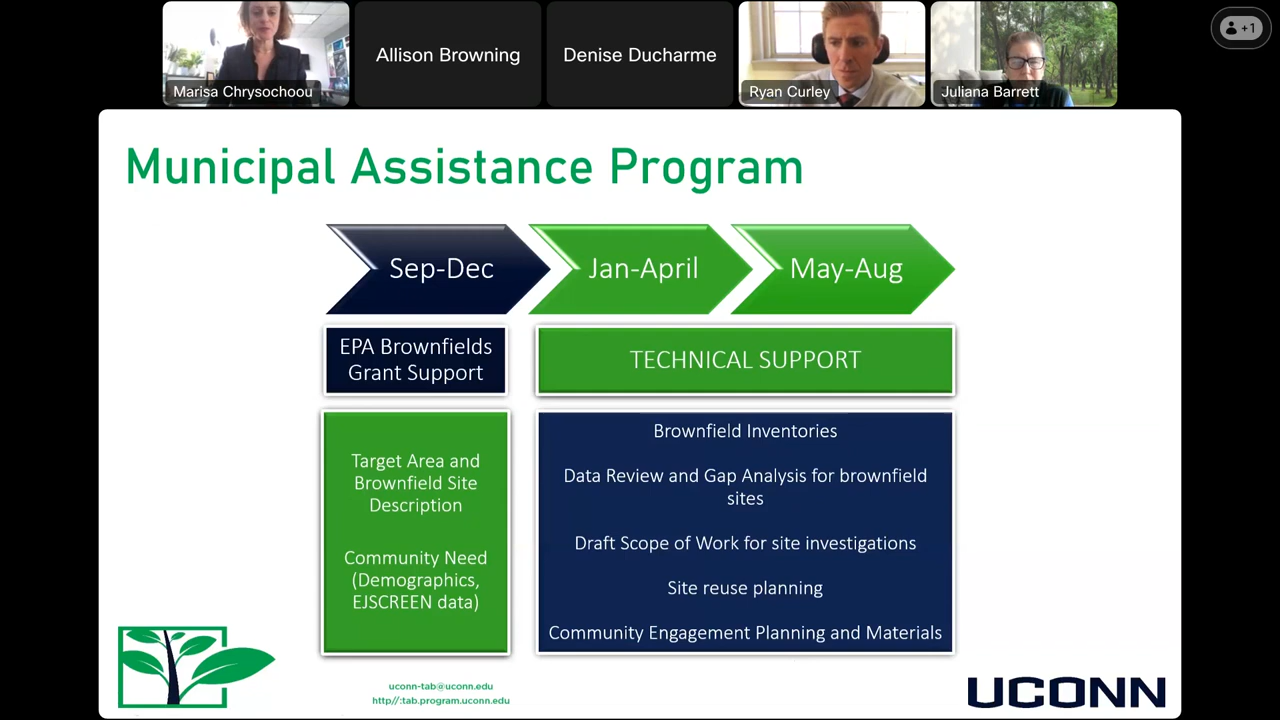 Marisa Chrysochoou
Allison Browning
Denise Ducharme
Ryan Curley
Juliana Barrett
+1
Municipal Assistance Program
Sep-Dec
Jan-April
May-Aug
EPA Brownfields
Grant Support
TECHNICAL SUPPORT
Target Area and
Brownfield Site
Description
Community Need
(Demographics,
EJSCREEN data)
Brownfield Inventories
Data Review and Gap Analysis for brownfield
sites
Draft Scope of Work for site investigations
Site reuse planning
Community Engagement Planning and Materials
uconn-tab@uconn.edu
http//:tab.program.uconn.edu
UCONN